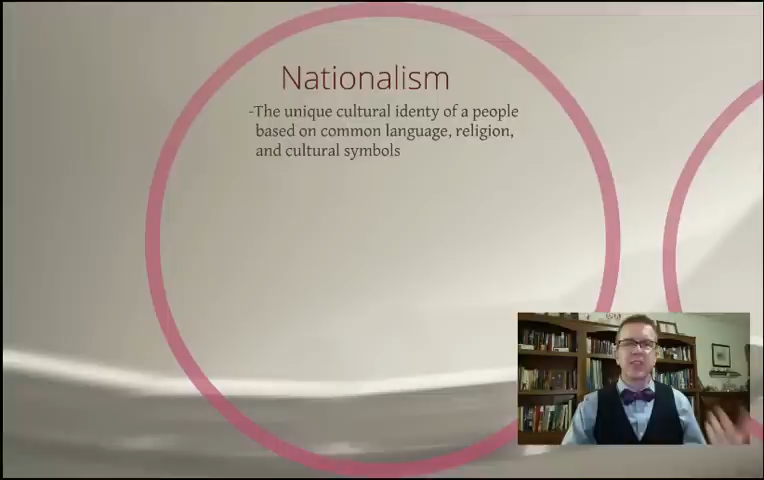 Nationalism
-The unique cultural identy of a people
based on common language, religion,
and cultural symbols